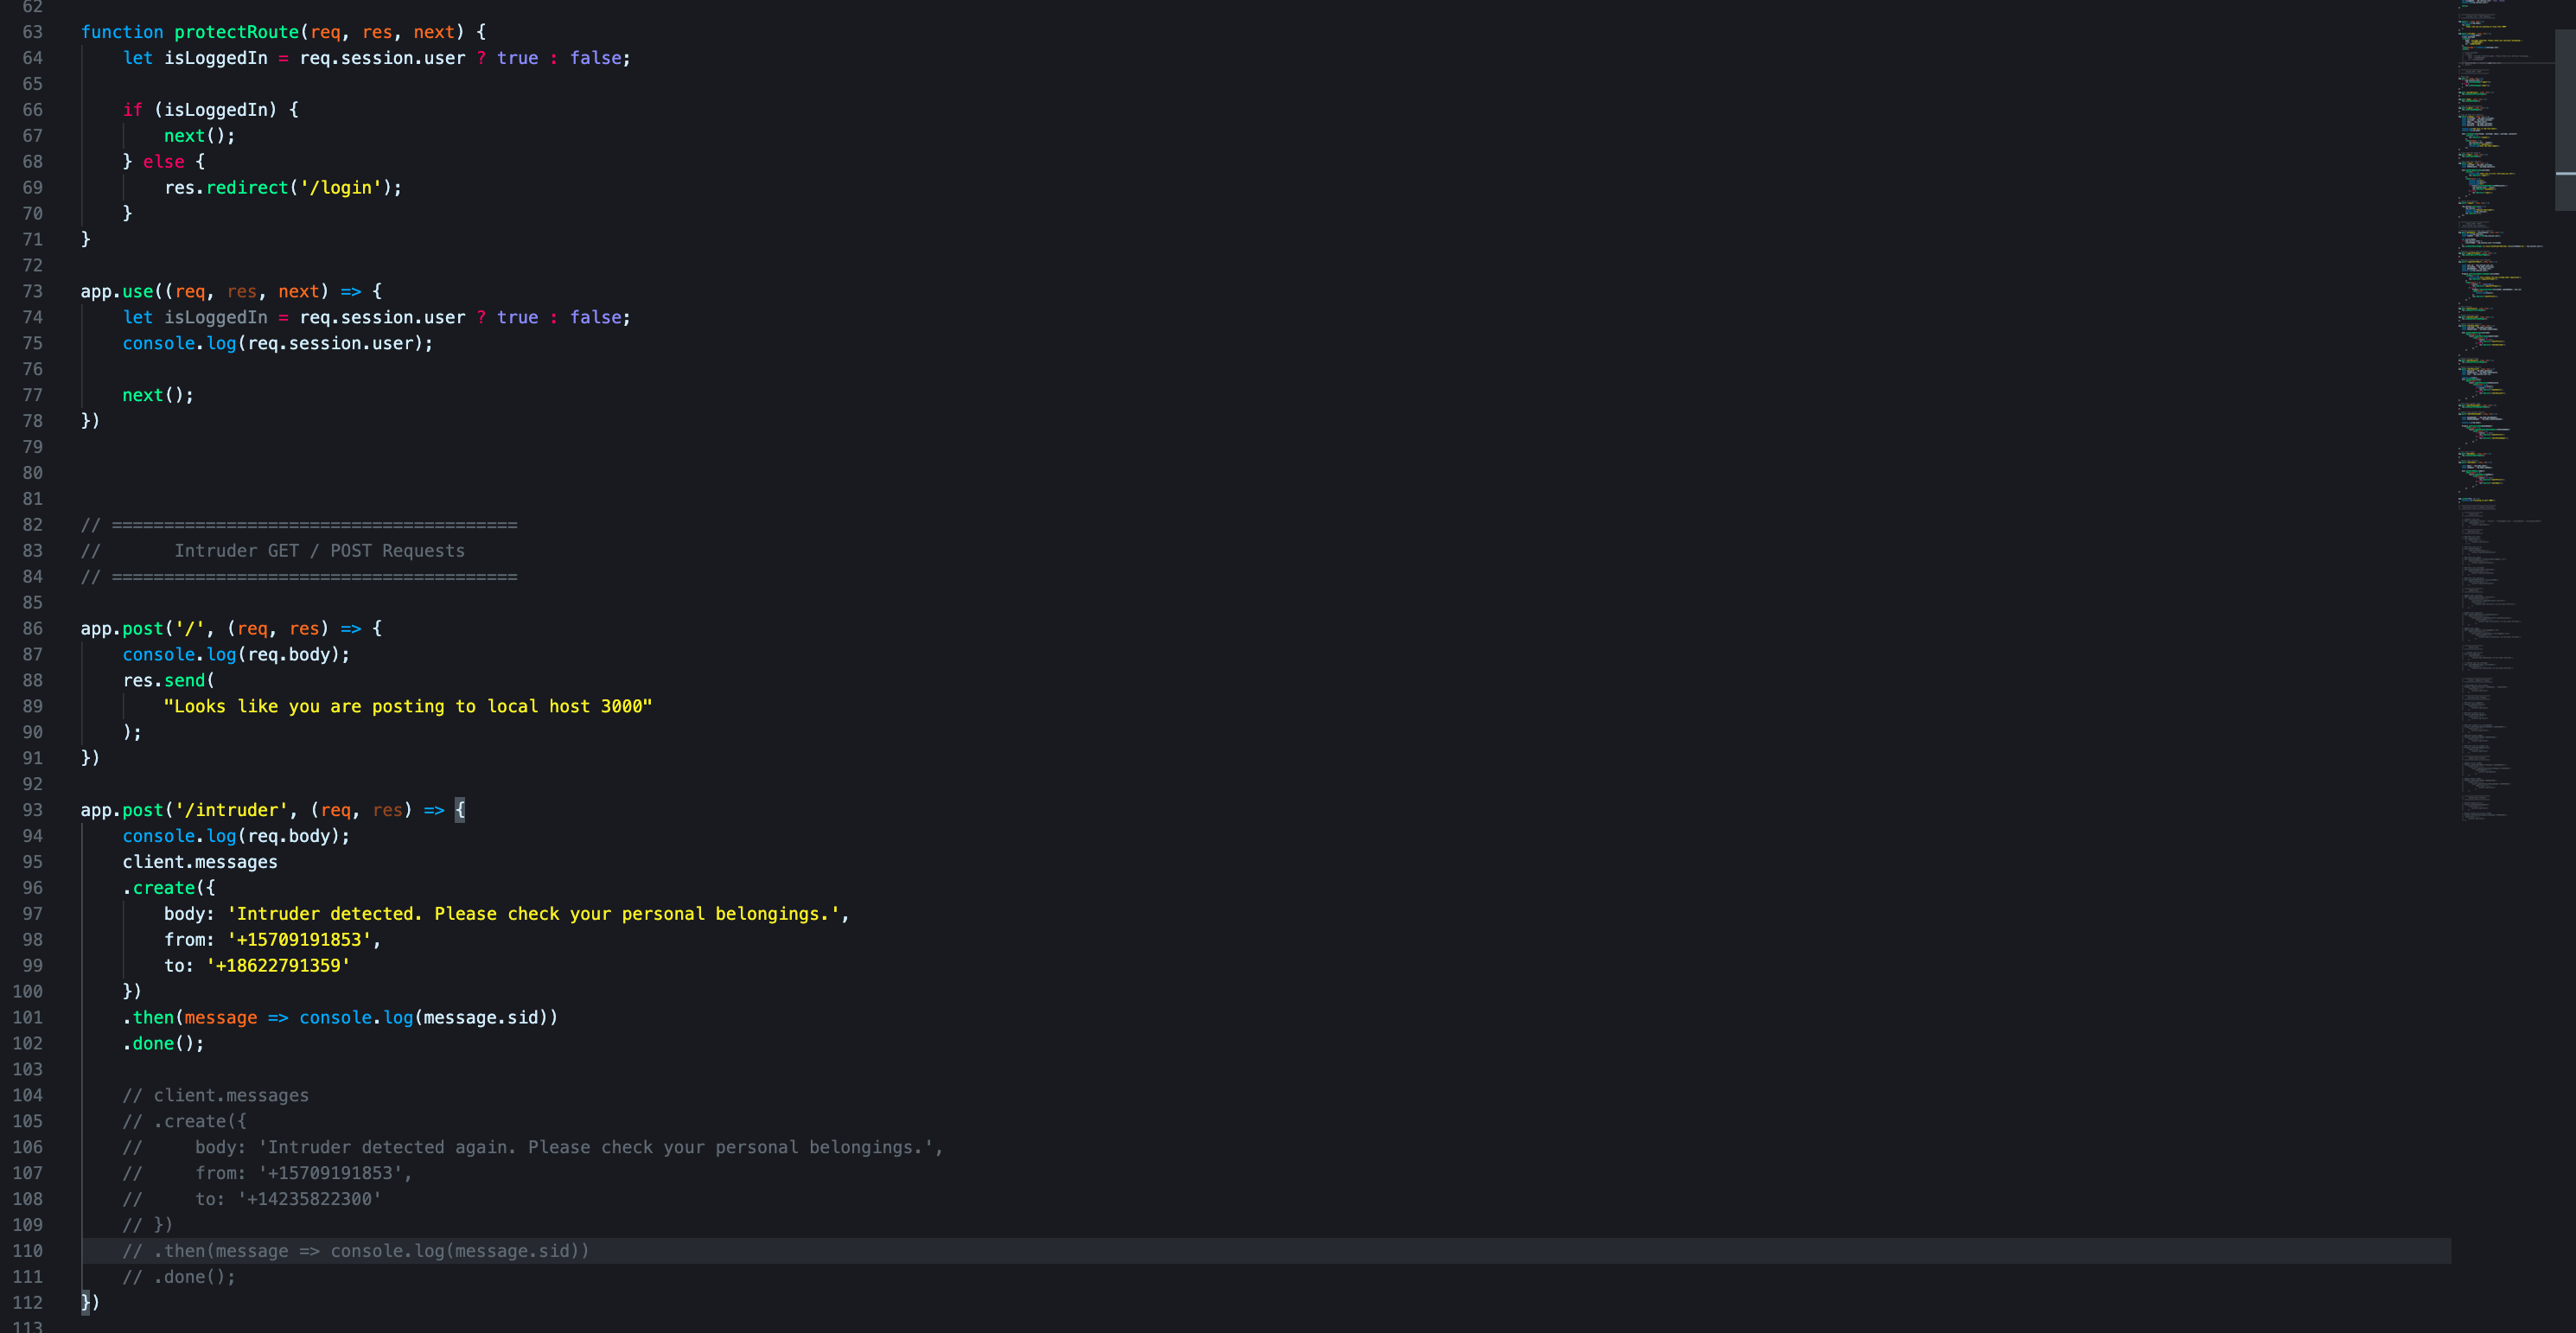 62
63 function protectRoute(req, res, next) {
64     let isLoggedIn = req.session.user ? true : false;
65
66     if (isLoggedIn) {
67         next();
68     } else {
69         res.redirect('/login');
70     }
71 }
72
73 app.use((req, res, next) => {
74     let isLoggedIn = req.session.user ? true : false;
75     console.log(req.session.user);
76
77     next();
78 })
79
80
81
82 // =======================================
83 //       Intruder GET / POST Requests
84 // =======================================
85
86 app.post('/', (req, res) => {
87     console.log(req.body);
88     res.send(
89         "Looks like you are posting to local host 3000"
90     );
91 })
92
93 app.post('/intruder', (req, res) => {
94     console.log(req.body);
95     client.messages
96     .create({
97         body: 'Intruder detected. Please check your personal belongings.',
98         from: '+15709191853',
99         to: '+18622791359'
100     })
101     .then(message => console.log(message.sid))
102     .done();
103
104     // client.messages
105     // .create({
106     //     body: 'Intruder detected again. Please check your personal belongings.',
107     //     from: '+15709191853',
108     //     to: '+14235822300'
109     // })
110     // .then(message => console.log(message.sid))
111     // .done();
112 })
113